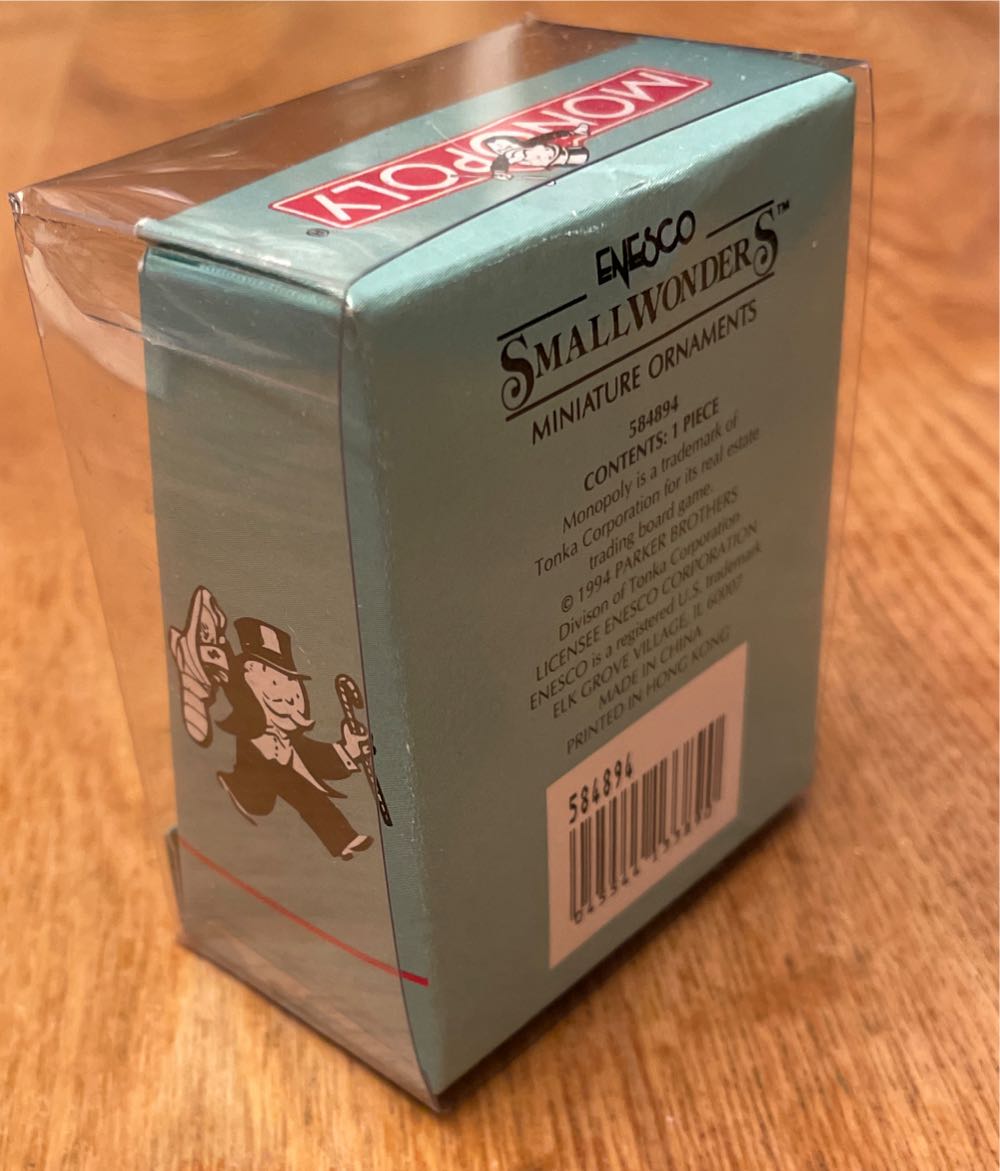 MONOPOLY
®
ENESCO
SMALLWONDERS™
MINIATURE ORNAMENTS
584894
CONTENTS: 1 PIECE
Monopoly is a trademark of
Tonka Corporation for its real estate
trading board game.
© 1994 PARKER BROTHERS
Divison of Tonka Corporation
LICENSEE ENESCO CORPORATION
ENESCO is a registered U.S. trademark
ELK GROVE VILLAGE, IL 60007
MADE IN CHINA
PRINTED IN HONG KONG
584894